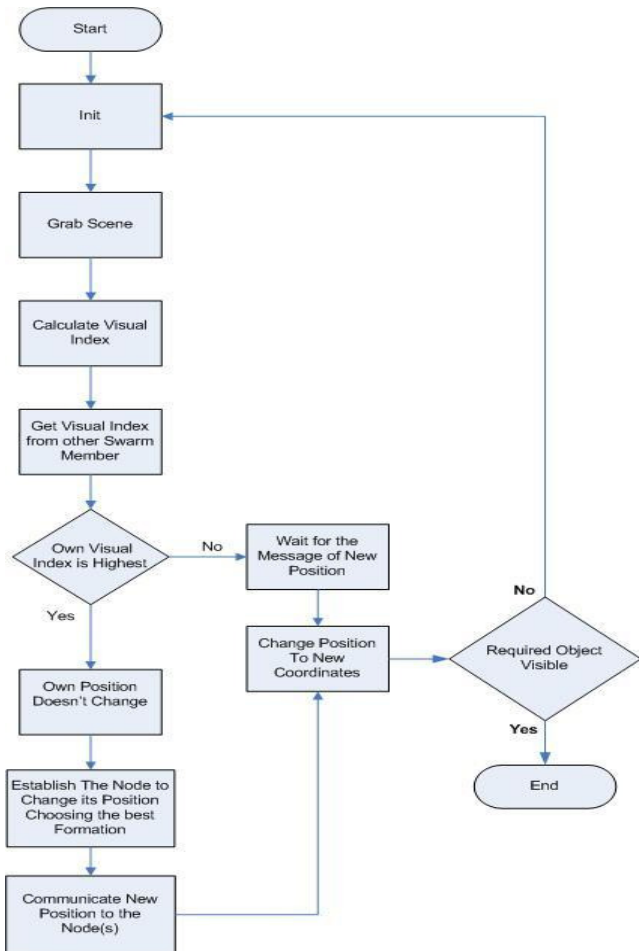 Start
Init
Grab Scene
Calculate Visual
Index
Get Visual Index
from other Swarm
Member
Own Visual
Index is Highest
No
Yes
Wait for the
Message of New
Position
Change Position
To New
Coordinates
Own Position
Doesn't Change
Establish The Node to
Change its Position
Choosing the best
Formation
Communicate New
Position to the
Node(s)
Required Object
Visible
No
Yes
End